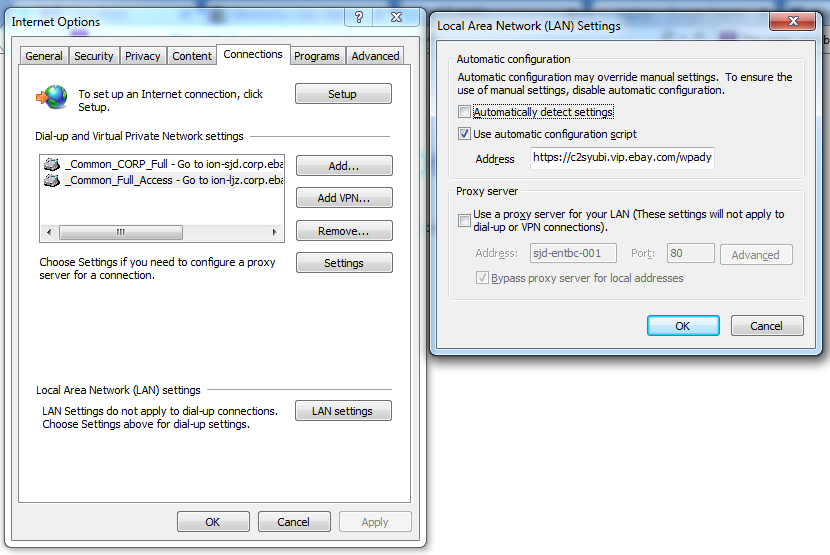 Internet Options
General
Security
Privacy
Content
Connections
Programs
Advanced
To set up an Internet connection, click
Setup.
Setup
Dial-up and Virtual Private Network settings
_Common_CORP_Full - Go to ion-sjd.corp.eba
_Common_Full_Access - Go to ion-ljz.corp.eba
Add...
Add VPN...
Remove...
Choose Settings if you need to configure a proxy
server for a connection.
Settings
Local Area Network (LAN) settings
LAN Settings do not apply to dial-up connections.
Choose Settings above for dial-up settings.
LAN settings
OK
Cancel
Apply
Local Area Network (LAN) Settings
Automatic configuration
Automatic configuration may override manual settings. To ensure the
use of manual settings, disable automatic configuration.
Automatically detect settings
Use automatic configuration script
Address
https://c2syubi.vip.ebay.com/wpady
Proxy server
Use a proxy server for your LAN (These settings will not apply to
dial-up or VPN connections).
Address:
sjd-entbc-001
Port:
80
Advanced
Bypass proxy server for local addresses
OK
Cancel